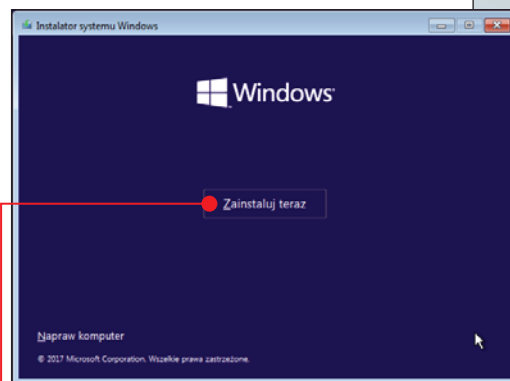 Instalator systemu Windows
Windows
Zainstaluj teraz
Napraw komputer
© 2017 Microsoft Corporation. Wszelkie prawa zastrzeżone.